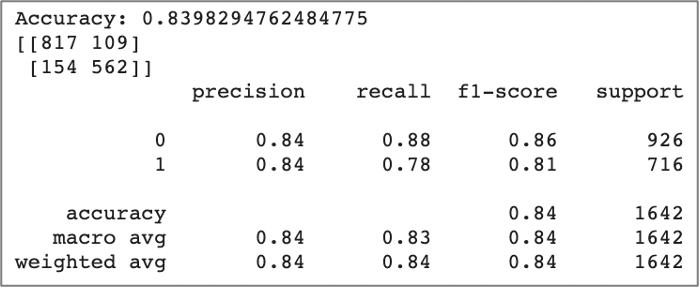 Accuracy: 0.8398294762484775
[[817 109]
 [154 562]]
              precision    recall  f1-score   support

           0       0.84      0.88      0.86       926
           1       0.84      0.78      0.81       716

    accuracy                           0.84      1642
   macro avg       0.84      0.83      0.84      1642
weighted avg       0.84      0.84      0.84      1642